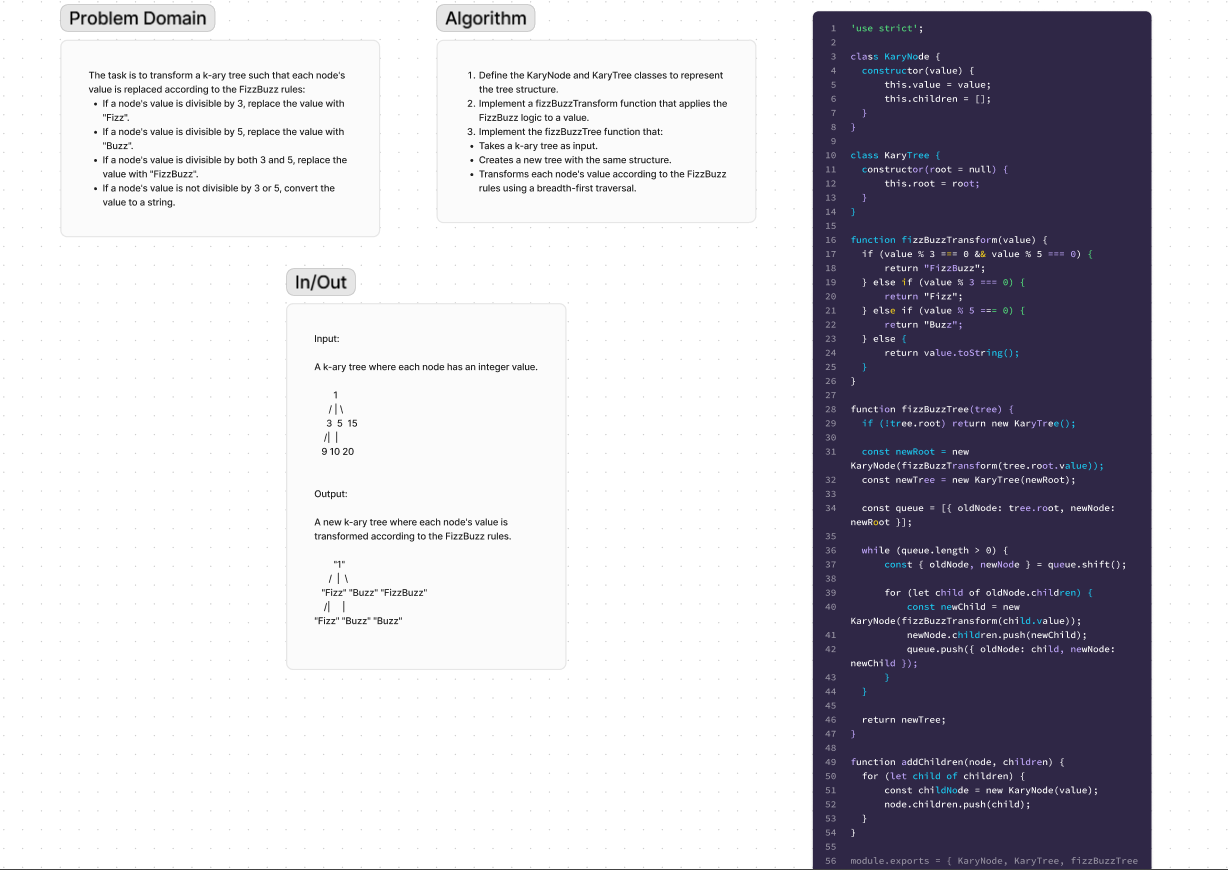 Problem Domain
The task is to transform a k-ary tree such that each node's
value is replaced according to the FizzBuzz rules:
• If a node's value is divisible by 3, replace the value with
"Fizz".
• If a node's value is divisible by 5, replace the value with
"Buzz".
• If a node's value is divisible by both 3 and 5, replace the
value with "FizzBuzz".
• If a node's value is not divisible by 3 or 5, convert the
value to a string.
Algorithm
1. Define the KaryNode and KaryTree classes to represent
the tree structure.
2. Implement a fizzBuzzTransform function that applies the
FizzBuzz logic to a value.
3. Implement the fizzBuzzTree function that:
• Takes a k-ary tree as input.
• Creates a new tree with the same structure.
• Transforms each node's value according to the FizzBuzz
rules using a breadth-first traversal.
In/Out
Input:
A k-ary tree where each node has an integer value.
1
/ | \
3 5 15
/| |
9 10 20
Output:
A new k-ary tree where each node's value is
transformed according to the FizzBuzz rules.
"1"
/ | \
"Fizz" "Buzz" "FizzBuzz"
/| |
"Fizz" "Buzz" "Buzz"
1 'use strict';
2
3 class KaryNode {
4 constructor(value) {
5 this.value = value;
6 this.children = [];
7 }
8 }
9
10 class KaryTree {
11 constructor(root = null) {
12 this.root = root;
13 }
14 }
15
16 function fizzBuzzTransform(value) {
17 if (value % 3 === 0 && value % 5 === 0) {
18 return "FizzBuzz";
19 } else if (value % 3 === 0) {
20 return "Fizz";
21 } else if (value % 5 === 0) {
22 return "Buzz";
23 } else {
24 return value.toString();
25 }
26 }
27
28 function fizzBuzzTree(tree) {
29 if (!tree.root) return new KaryTree();
30
31 const newRoot = new
KaryNode(fizzBuzzTransform(tree.root.value));
32 const newTree = new KaryTree(newRoot);
33
34 const queue = [{ oldNode: tree.root, newNode:
newRoot }];
35
36 while (queue.length > 0) {
37 const { oldNode, newNode } = queue.shift();
38
39 for (let child of oldNode.children) {
40 const newChild = new
KaryNode(fizzBuzzTransform(child.value));
41 newNode.children.push(newChild);
42 queue.push({ oldNode: child, newNode:
newChild });
43 }
44 }
45
46 return newTree;
47 }
48
49 function addChildren(node, children) {
50 for (let child of children) {
51 const childNode = new KaryNode(value);
52 node.children.push(child);
53 }
54 }
55
56 module.exports = { KaryNode, KaryTree, fizzBuzzTree